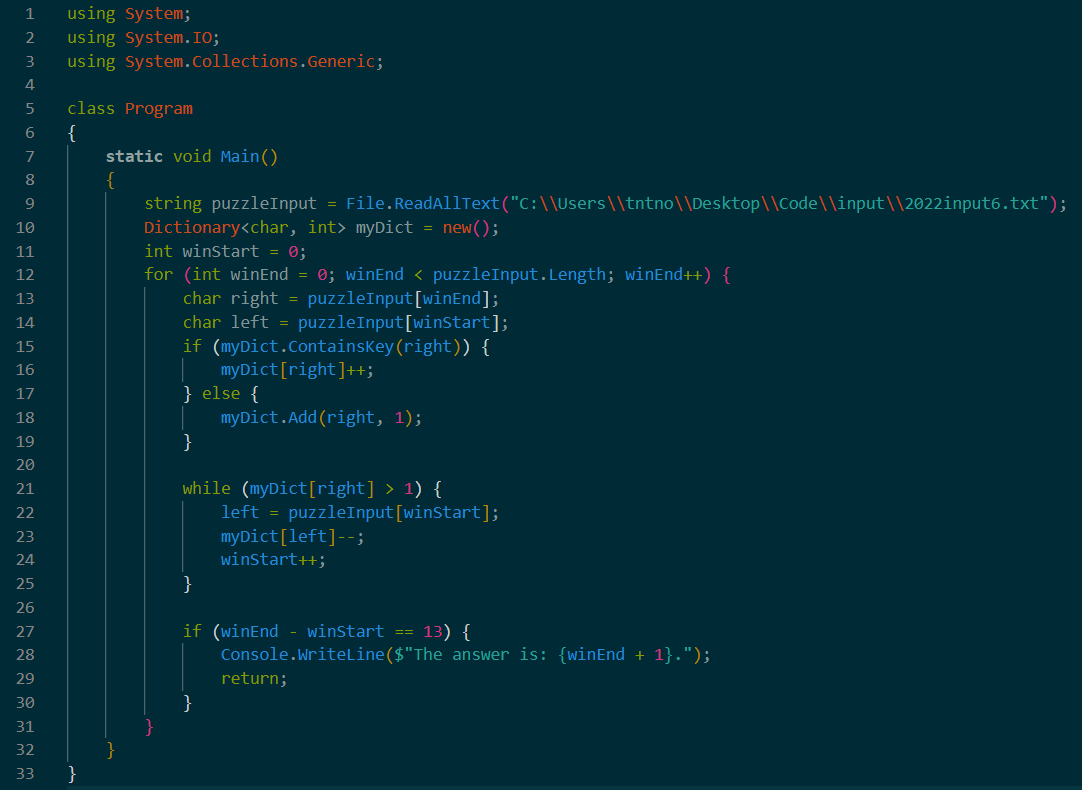 1 using System;
2 using System.IO;
3 using System.Collections.Generic;
4
5 class Program
6 {
7     static void Main()
8     {
9         string puzzleInput = File.ReadAllText("C:\\Users\\tntno\\Desktop\\Code\\input\\2022input6.txt");
10         Dictionary<char, int> myDict = new();
11         int winStart = 0;
12         for (int winEnd = 0; winEnd < puzzleInput.Length; winEnd++) {
13             char right = puzzleInput[winEnd];
14             char left = puzzleInput[winStart];
15             if (myDict.ContainsKey(right)) {
16                 myDict[right]++;
17             } else {
18                 myDict.Add(right, 1);
19             }
20
21             while (myDict[right] > 1) {
22                 left = puzzleInput[winStart];
23                 myDict[left]--;
24                 winStart++;
25             }
26
27             if (winEnd - winStart == 13) {
28                 Console.WriteLine($"The answer is: {winEnd + 1}.");
29                 return;
30             }
31         }
32     }
33 }